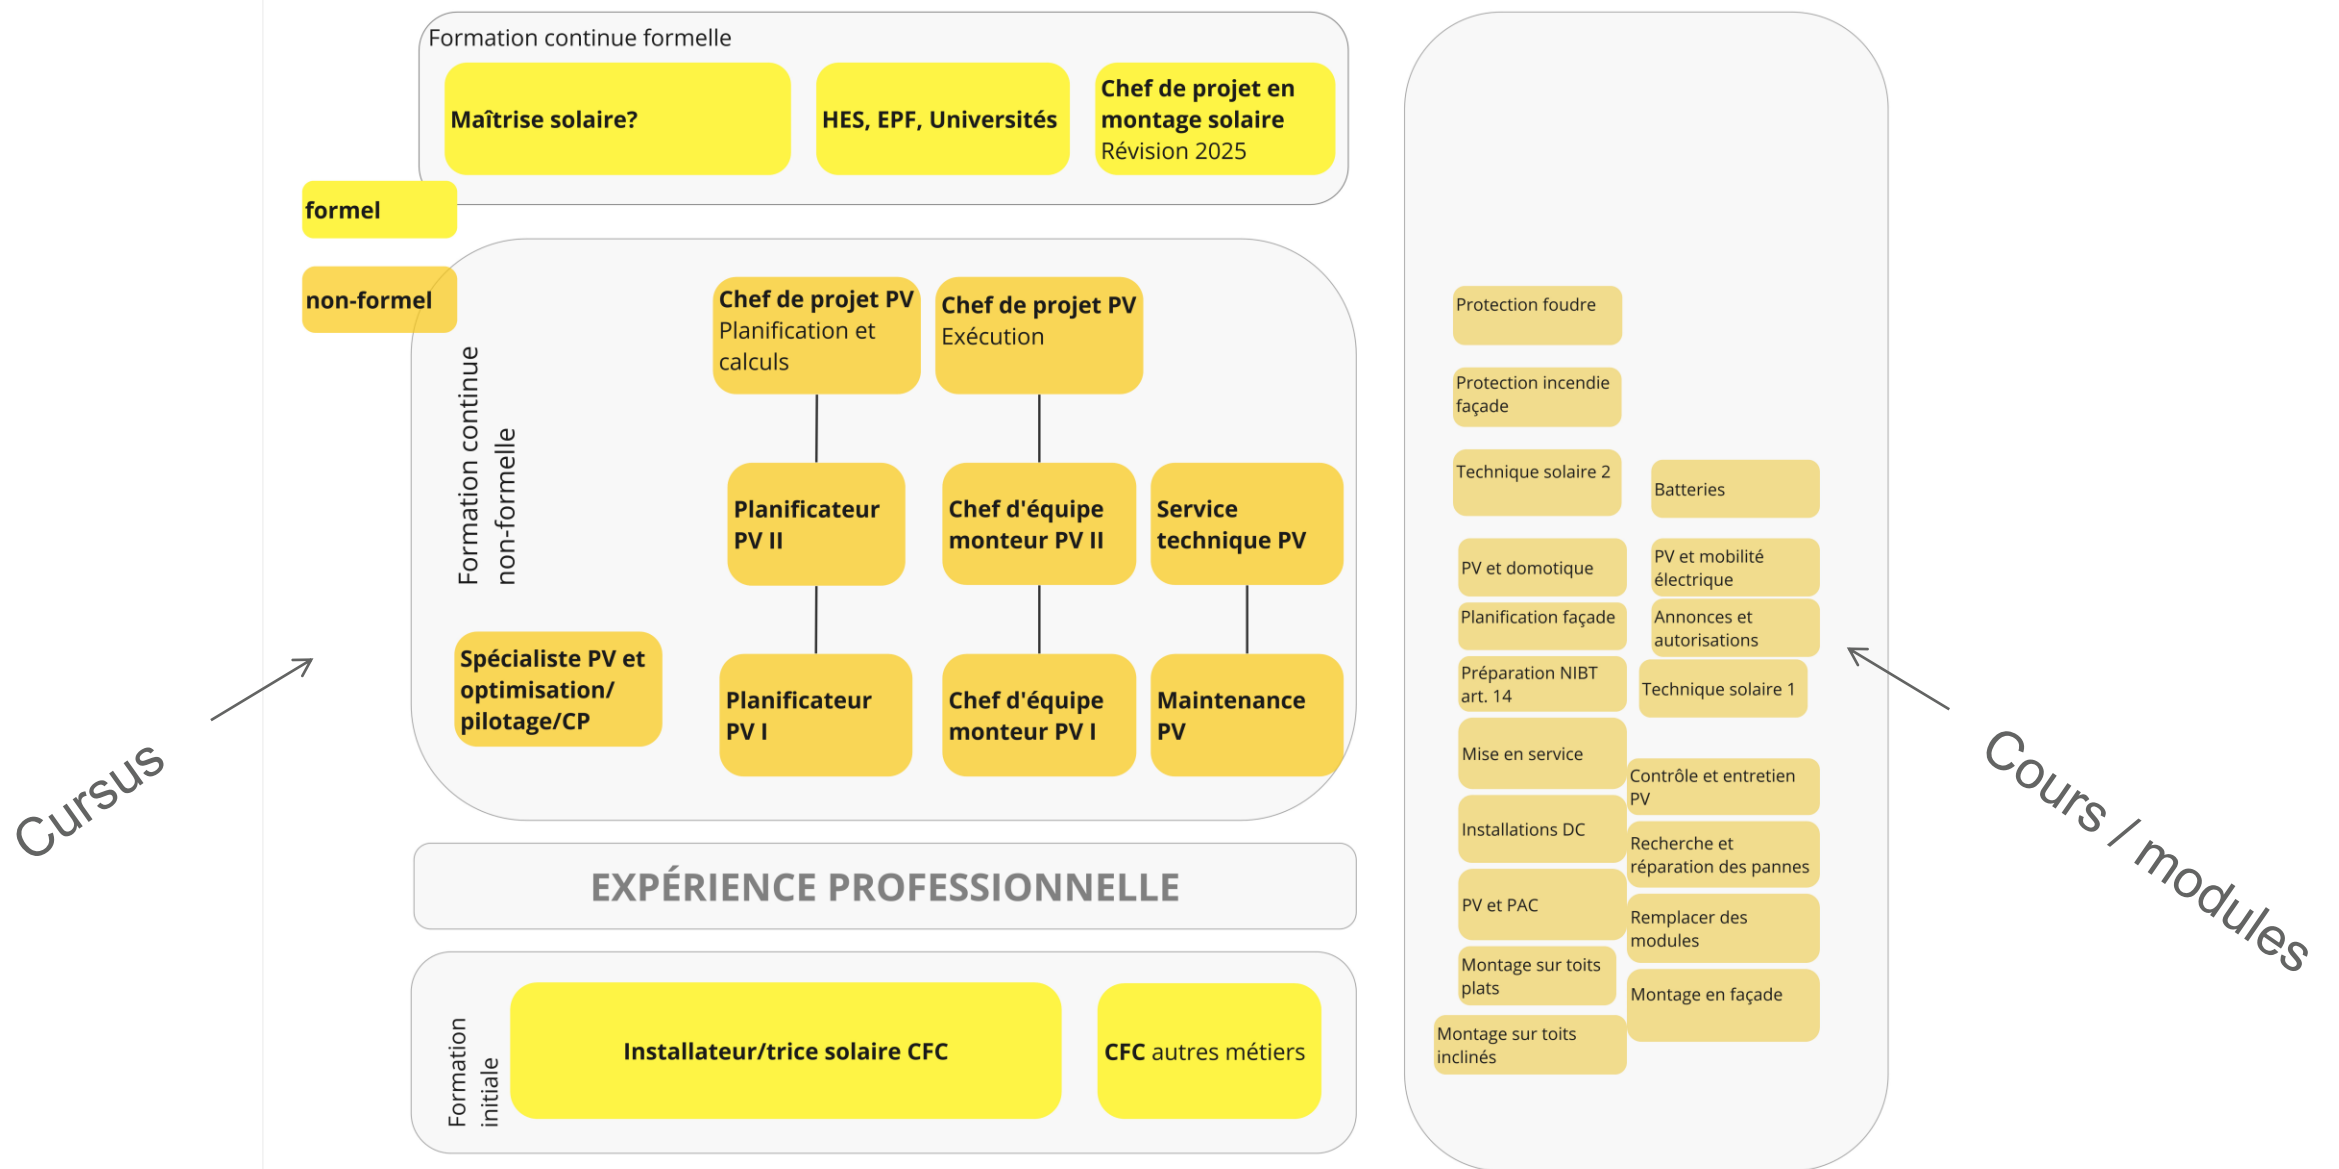 Formation continue formelle
Maîtrise solaire?
HES, EPF, Universités
Chef de projet en
montage solaire
Révision 2025
formel
non-formel
Formation continue
non-formelle
Chef de projet PV
Planification et
calculs
Chef de projet PV
Exécution
Planificateur
PV II
Chef d'équipe
monteur PV II
Service
technique PV
Spécialiste PV et
optimisation/
pilotage/CP
Planificateur
PV I
Chef d'équipe
monteur PV I
Maintenance
PV
EXPÉRIENCE PROFESSIONNELLE
Formation
initiale
Installateur/trice solaire CFC
CFC autres métiers
Cursus
Protection foudre
Protection incendie
façade
Technique solaire 2
Batteries
PV et domotique
PV et mobilité
électrique
Planification façade
Annonces et
autorisations
Préparation NIBT
art. 14
Technique solaire 1
Mise en service
Contrôle et entretien
PV
Installations DC
Recherche et
réparation des pannes
PV et PAC
Remplacer des
modules
Montage sur toits
plats
Montage en façade
Montage sur toits
inclinés
Cours / modules